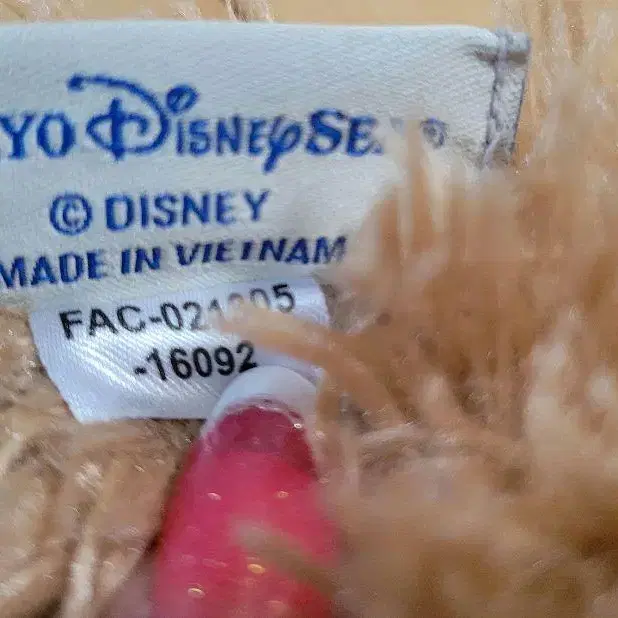 YO DISNEYSE
© DISNEY
MADE IN VIETNAM
-16092